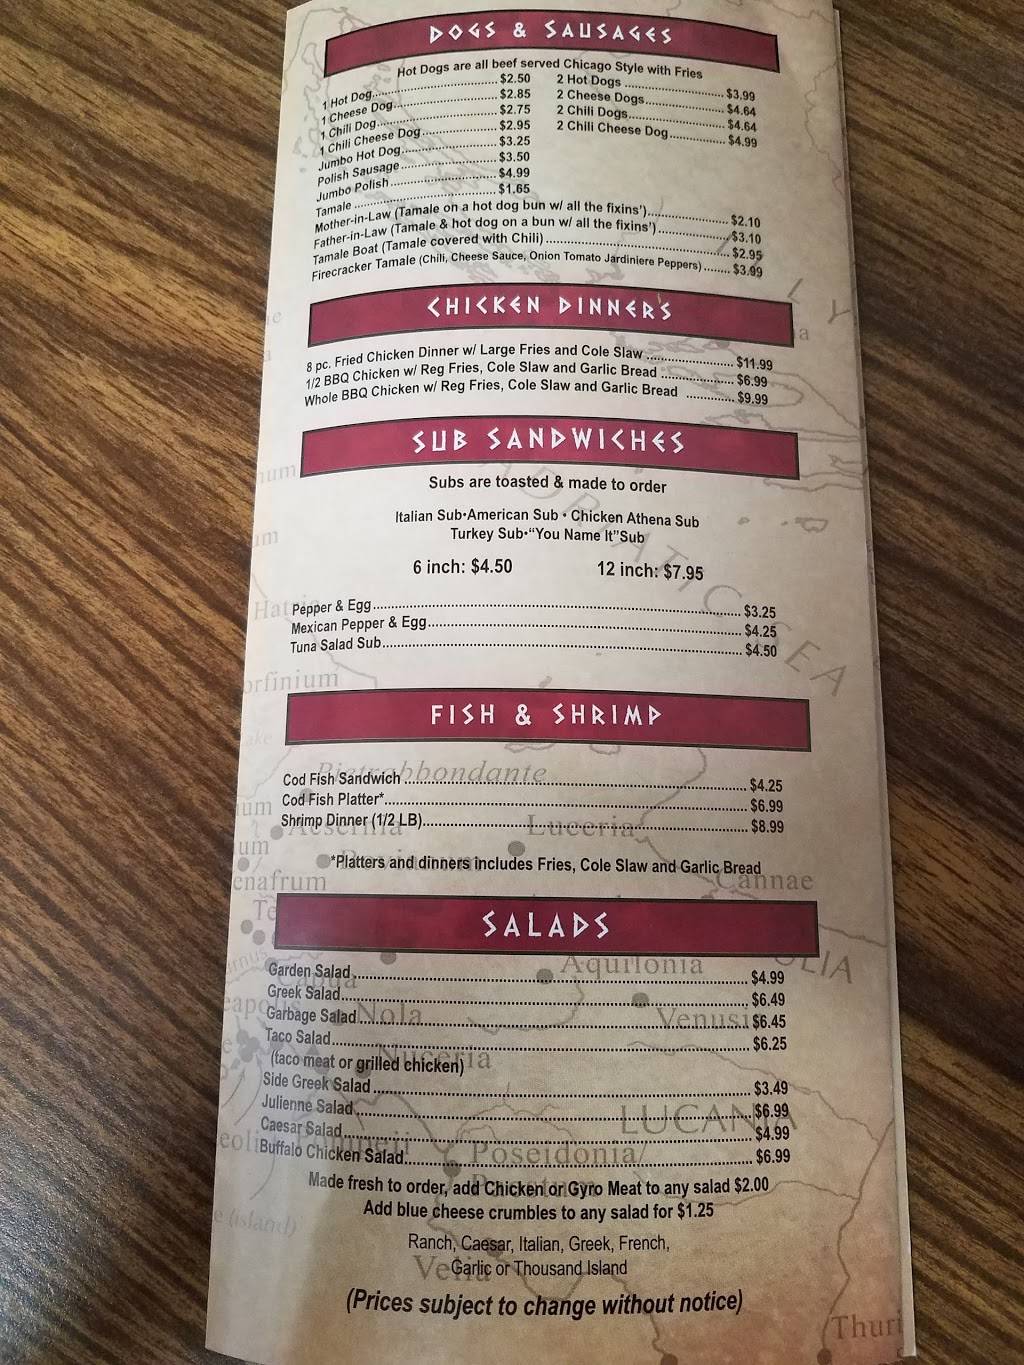 DOGS & SAUSAGES
Hot Dogs are all beef served Chicago Style with Fries
1 Hot Dog.......... $2.50 2 Hot Dogs .......... $3.99
1 Cheese Dog.......... $2.85 2 Cheese Dogs.......... $4.64
1 Chili Dog.......... $2.75 2 Chili Dogs.......... $4.64
1 Chili Cheese Dog.......... $2.95 2 Chili Cheese Dog.......... $4.99
Jumbo Hot Dog.......... $3.25
Polish Sausage.......... $3.50
Jumbo Polish.......... $4.99
Tamale .......... $1.65
Mother-in-Law (Tamale on a hot dog bun w/ all the fixins').......... $2.10
Father-in-Law (Tamale & hot dog on a bun w/ all the fixins').......... $3.10
Tamale Boat (Tamale covered with Chili).......... $2.95
Firecracker Tamale (Chili, Cheese Sauce, Onion Tomato Jardiniere Peppers)........ $3.99
CHICKEN DINNERS
8 pc. Fried Chicken Dinner w/ Large Fries and Cole Slaw .......... $11.99
1/2 BBQ Chicken w/ Reg Fries, Cole Slaw and Garlic Bread .......... $6.99
Whole BBQ Chicken w/ Reg Fries, Cole Slaw and Garlic Bread .......... $9.99
SUB SANDWICHES
Subs are toasted & made to order
Italian Sub•American Sub • Chicken Athena Sub
Turkey Sub•"You Name It"Sub
6 inch: $4.50 12 inch: $7.95
Pepper & Egg.......... $3.25
Mexican Pepper & Egg.......... $4.25
Tuna Salad Sub.......... $4.50
ADRIATIC SEA
FISH & SHRIMP
Cod Fish Sandwich .......... $4.25
Cod Fish Platter*.......... $6.99
Shrimp Dinner (1/2 LB).......... $8.99
Luceria
*Platters and dinners includes Fries, Cole Slaw and Garlic Bread
Cannae
SALADS
Garden Salad .......... $4.99
Aquilonia
Greek Salad.......... $6.49
Garbage Salad.......... $6.45
Nola
Taco Salad.......... $6.25
(taco meat or grilled chicken)
Nuceria
Side Greek Salad.......... $3.49
Julienne Salad.......... $6.99
LUCANIA
Caesar Salad.......... $4.99
Buffalo Chicken Salad.......... $6.99
Poseidonia/
Made fresh to order, add Chicken or Gyro Meat to any salad $2.00
Add blue cheese crumbles to any salad for $1.25
Ranch, Caesar, Italian, Greek, French,
Garlic or Thousand Island
Velia
(Prices subject to change without notice)
Thuri